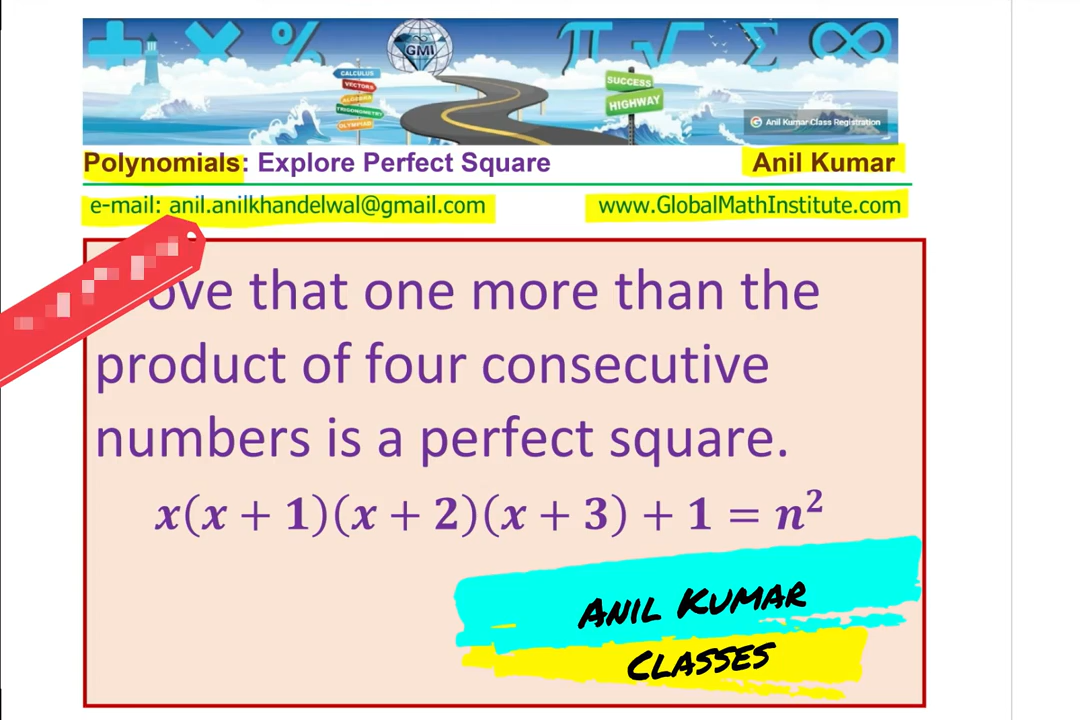 GMI
CALCULUS
VECTORS
ALGEBRA
TRIGONOMETRY
OLYMPIAD
SUCCESS
HIGHWAY
Anil Kumar Class Registration
Polynomials: Explore Perfect Square
Anil Kumar
e-mail: anil.anilkhandelwal@gmail.com
www.GlobalMathInstitute.com
that one more than the
product of four consecutive
numbers is a perfect square.
x(x + 1)(x + 2)(x + 3) + 1 = n²
Anil Kumar
Classes